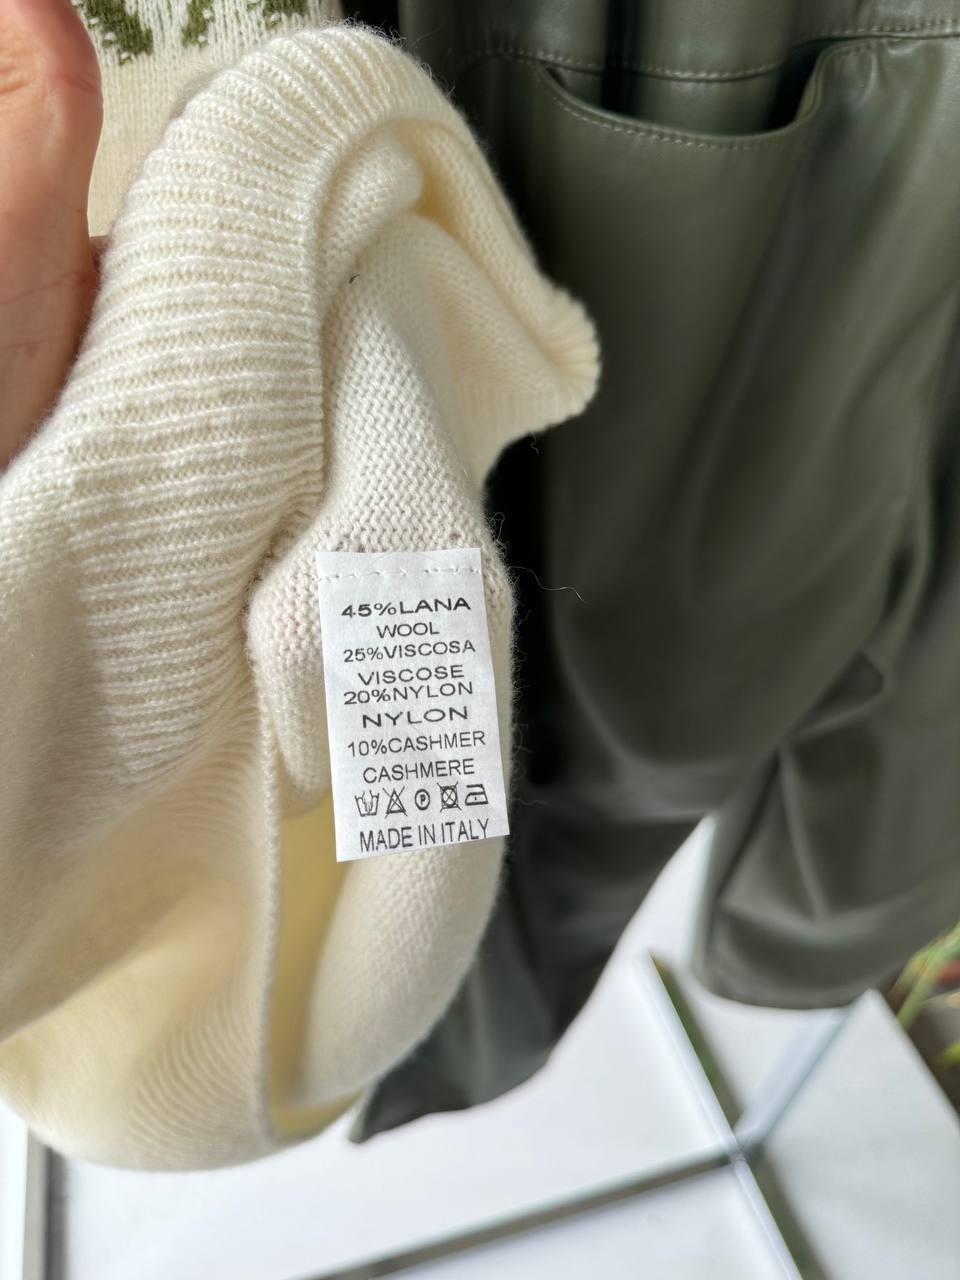 45%LANA
WOOL
25%VISCOSA
VISCOSE
20%NYLON
NYLON
10%CASHMER
CASHMERE
P
MADE IN ITALY